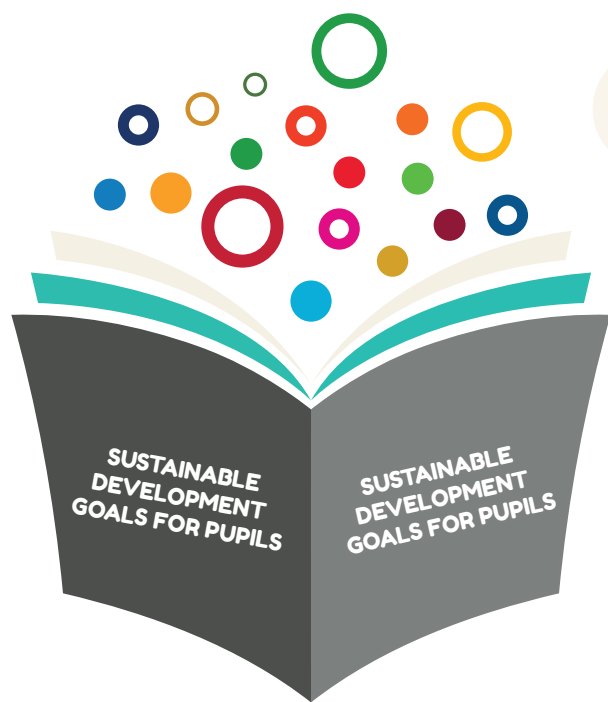 SUSTAINABLE
DEVELOPMENT
GOALS FOR PUPILS
SUSTAINABLE
DEVELOPMENT
GOALS FOR PUPILS